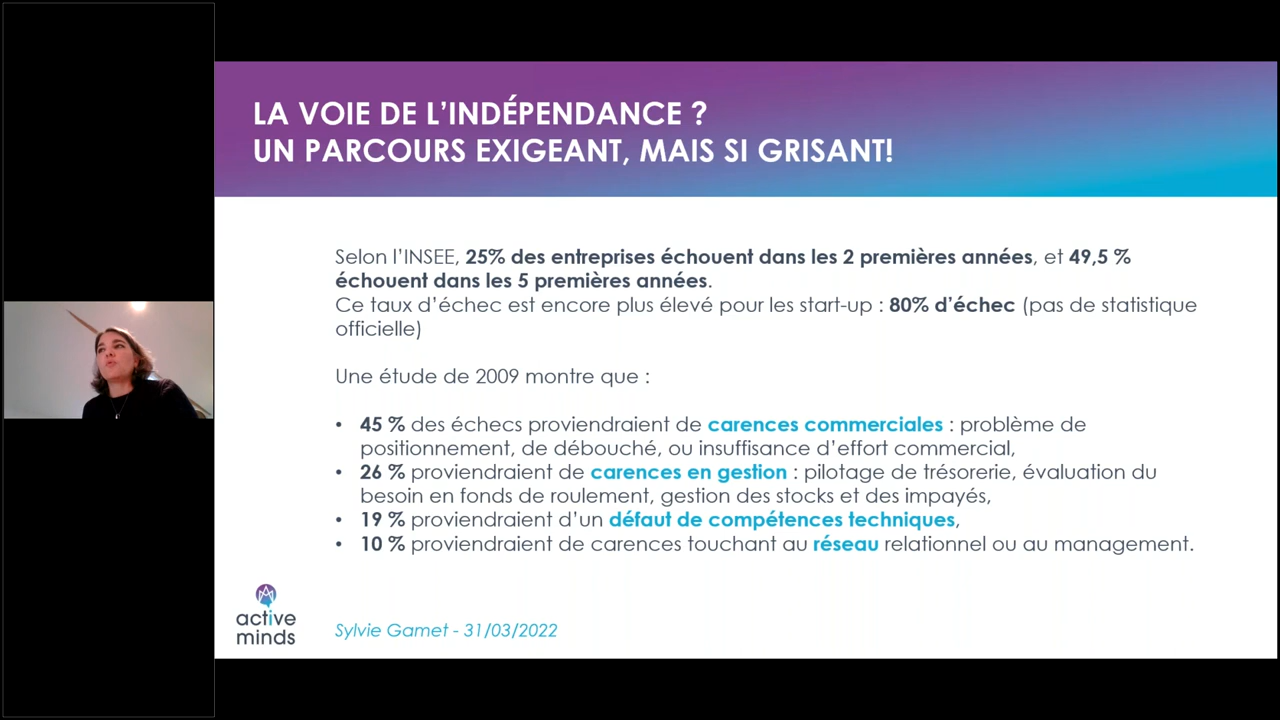 LA VOIE DE L’INDÉPENDANCE ?
UN PARCOURS EXIGEANT, MAIS SI GRISANT!
Selon l’INSEE, 25% des entreprises échouent dans les 2 premières années, et 49,5 %
échouent dans les 5 premières années.
Ce taux d’échec est encore plus élevé pour les start-up : 80% d’échec (pas de statistique
officielle)
Une étude de 2009 montre que :
• 45 % des échecs proviendraient de carences commerciales : problème de
positionnement, de débouché, ou insuffisance d’effort commercial,
• 26 % proviendraient de carences en gestion : pilotage de trésorerie, évaluation du
besoin en fonds de roulement, gestion des stocks et des impayés,
• 19 % proviendraient d’un défaut de compétences techniques,
• 10 % proviendraient de carences touchant au réseau relationnel ou au management.
active
minds
Sylvie Gamet - 31/03/2022